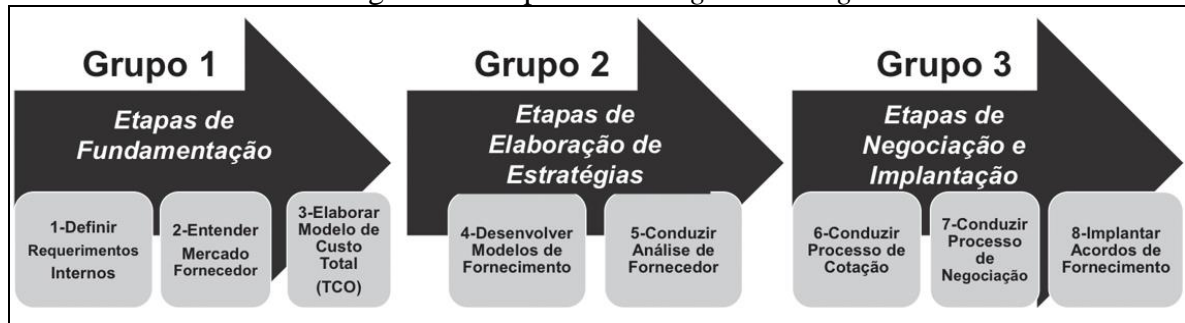 Grupo 1
Etapas de
Fundamentação
1-Definir
Requerimentos
Internos
2-Entender
Mercado
Fornecedor
3-Elaborar
Modelo de
Custo
Total
(TCO)
Grupo 2
Etapas de
Elaboração de
Estratégias
4-Desenvolver
Modelos de
Fornecimento
5-Conduzir
Análise de
Fornecedor
Grupo 3
Etapas de
Negociação e
Implantação
6-Conduzir
Processo de
Cotação
7-Conduzir
Processo
de
Negociação
8-Implantar
Acordos de
Fornecimento